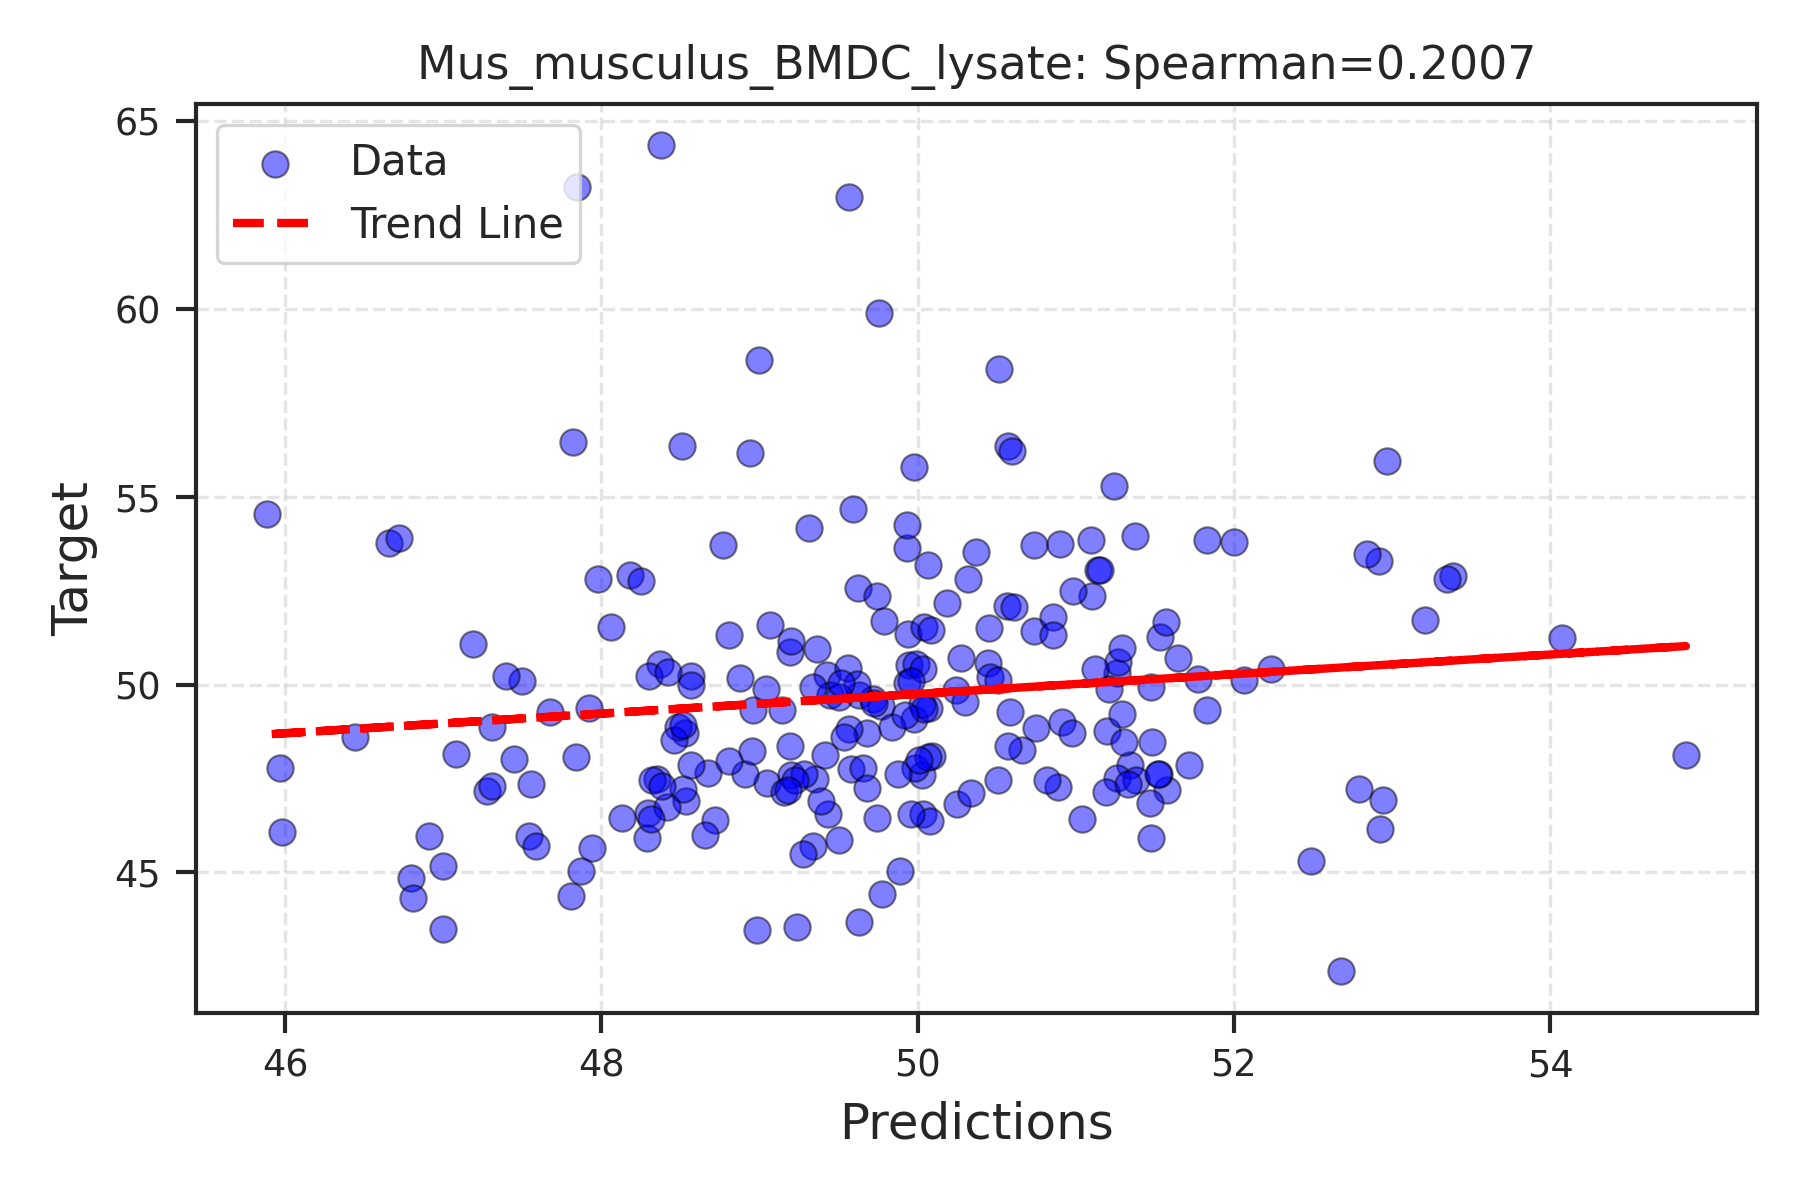 Mus_musculus_BMDC_lysate: Spearman=0.2007
Data
Trend Line
Target
65
60
55
50
45
46 48 50 52 54
Predictions